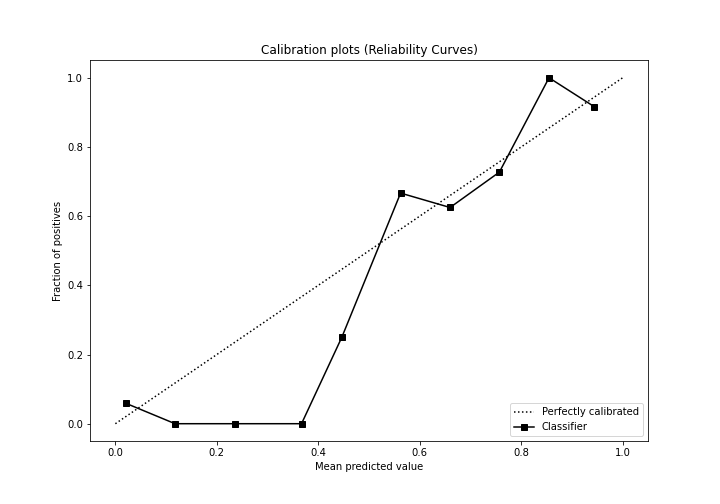 Calibration plots (Reliability Curves)
1.0
0.8
0.6
0.4
0.2
0.0
Fraction of positives
0.0 0.2 0.4 0.6 0.8 1.0
Mean predicted value
Perfectly calibrated
Classifier